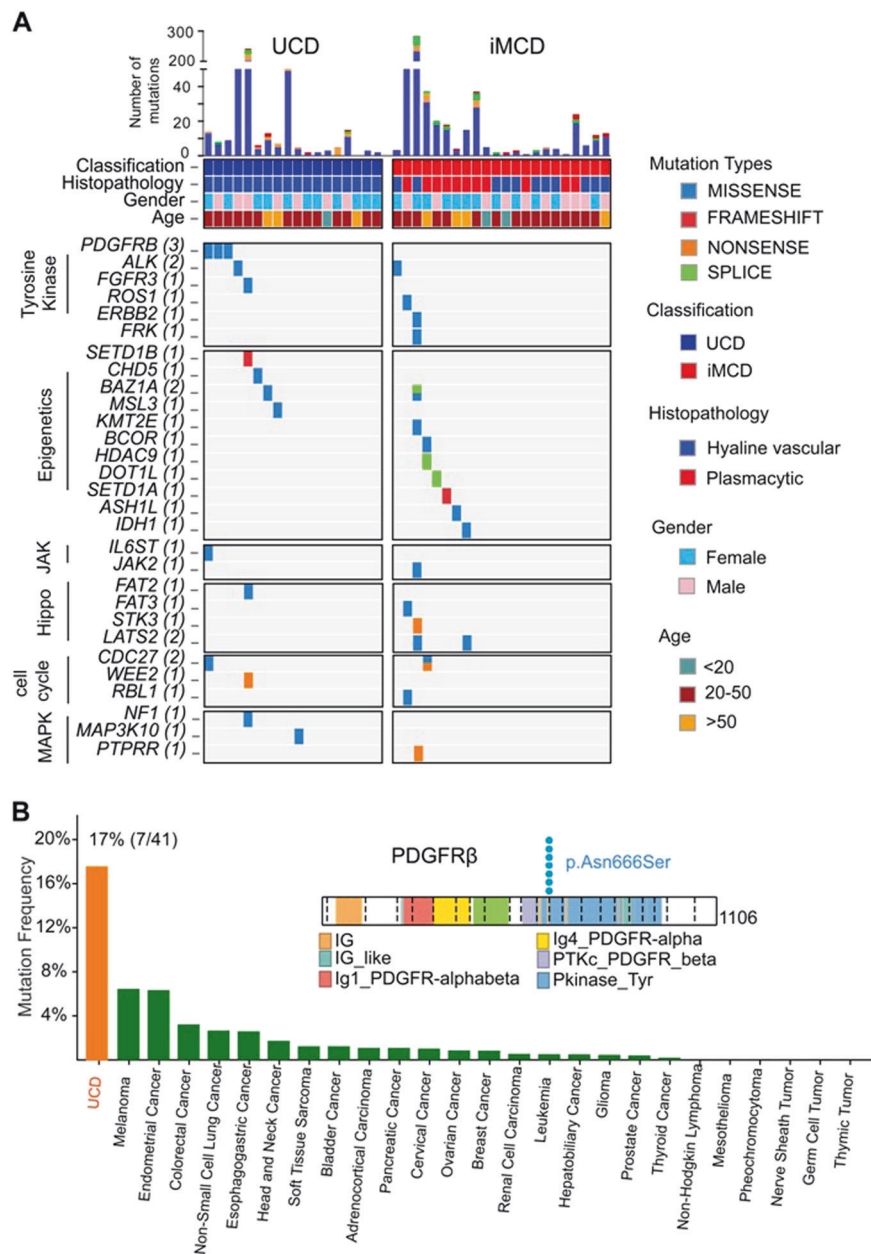 A
UCD
iMCD
Number of
mutations
300
200
40
20
0
Classification
Histopathology
Gender
Age
Tyrosine
Kinase
PDGFRB (3)
ALK (2)
FGFR3 (1)
ROS1 (1)
ERBB2 (1)
FRK (1)
Epigenetics
SETD1B (1)
CHD5 (1)
BAZ1A (2)
MSL3 (1)
KMT2E (1)
BCOR (1)
HDAC9 (1)
DOT1L (1)
SETD1A (1)
ASH1L (1)
IDH1 (1)
JAK
IL6ST (1)
JAK2 (1)
Hippo
FAT2 (1)
FAT3 (1)
STK3 (1)
LATS2 (2)
cell
cycle
CDC27 (2)
WEE2 (1)
RBL1 (1)
MAPK
NF1 (1)
MAP3K10 (1)
PTPRR (1)
Mutation Types
MISSENSE
FRAMESHIFT
NONSENSE
SPLICE
Classification
UCD
iMCD
Histopathology
Hyaline vascular
Plasmacytic
Gender
Female
Male
Age
<20
20-50
>50
B
Mutation Frequency
20%
16%
12%
8%
4%
17% (7/41)
PDGFRβ
p.Asn666Ser
1106
IG
IG_like
Ig1_PDGFR-alphabeta
Ig4_PDGFR-alpha
PTKc_PDGFR_beta
Pkinase_Tyr
UCD
Melanoma
Endometrial Cancer
Colorectal Cancer
Non-Small Cell Lung Cancer
Esophagogastric Cancer
Head and Neck Cancer
Soft Tissue Sarcoma
Bladder Cancer
Adrenocortical Carcinoma
Pancreatic Cancer
Cervical Cancer
Ovarian Cancer
Breast Cancer
Renal Cell Carcinoma
Leukemia
Hepatobiliary Cancer
Glioma
Prostate Cancer
Thyroid Cancer
Non-Hodgkin Lymphoma
Mesothelioma
Pheochromocytoma
Nerve Sheath Tumor
Germ Cell Tumor
Thymic Tumor